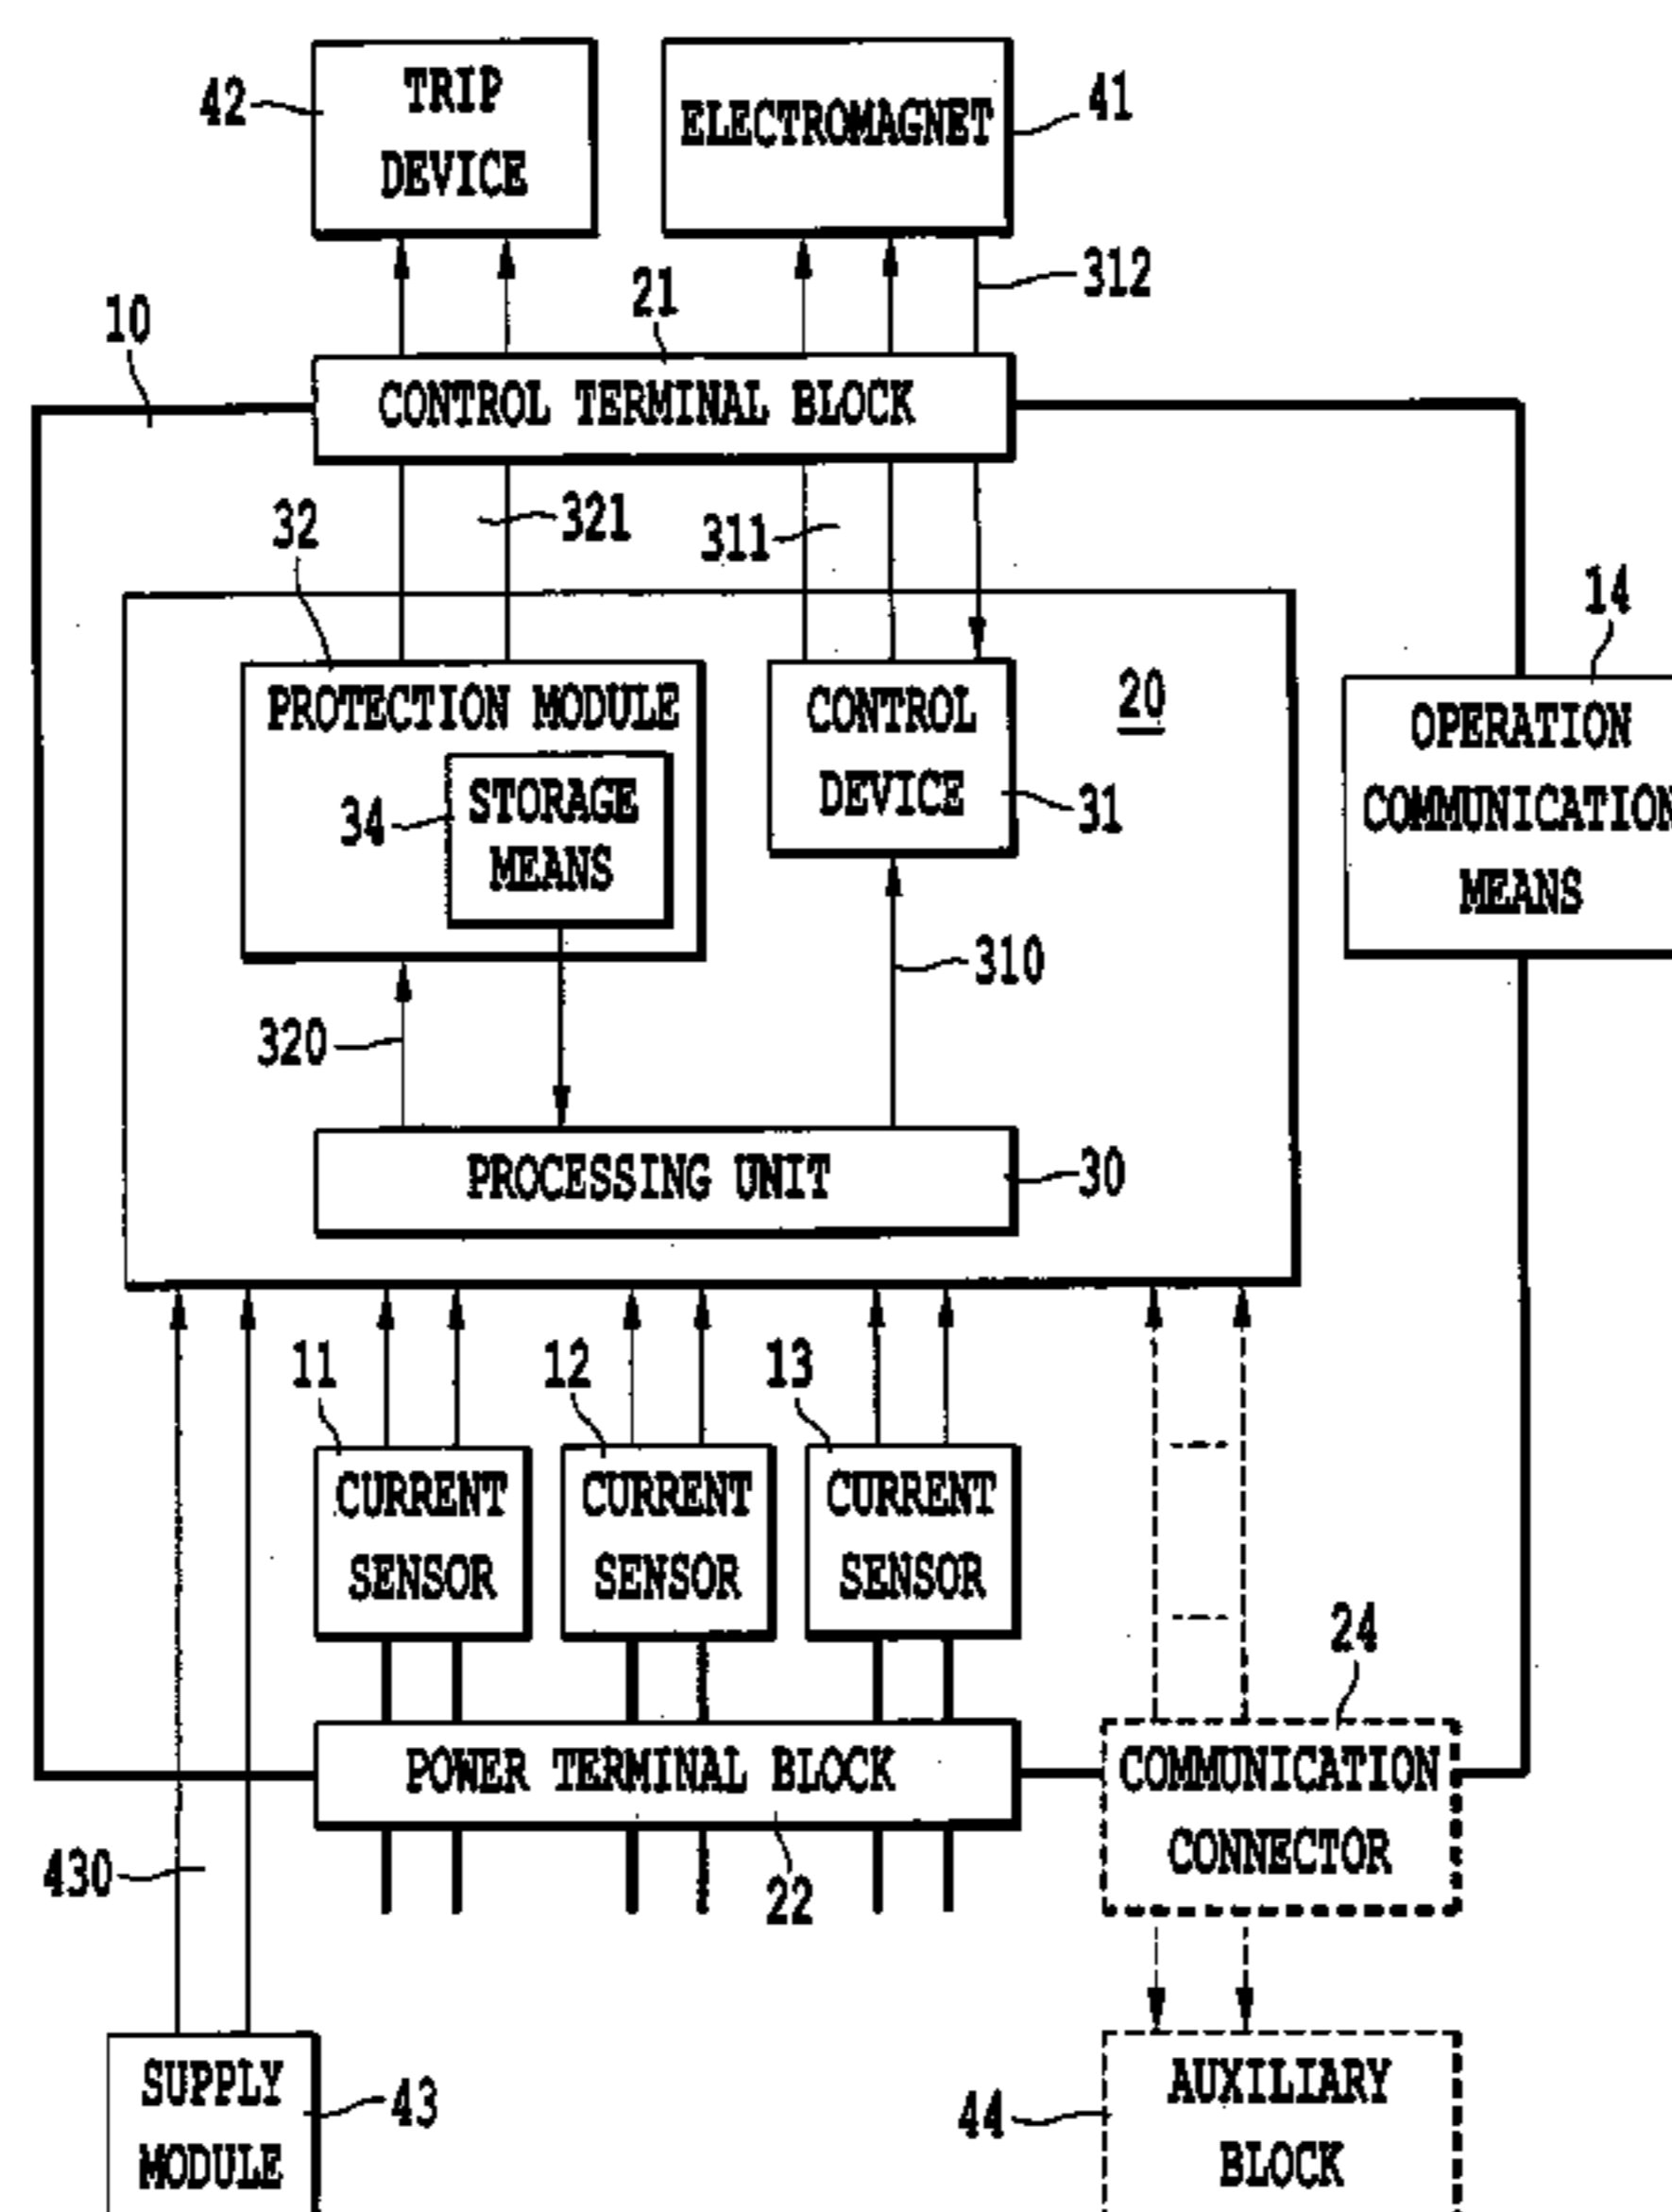 42
TRIP
DEVICE
ELECTROMAGNET
41
312
21
10
CONTROL TERMINAL BLOCK
32
321
311
14
PROTECTION MODULE
34
STORAGE
MEANS
CONTROL
DEVICE
20
31
OPERATION
COMMUNICATION
MEANS
310
320
PROCESSING UNIT
30
11
12
13
CURRENT
SENSOR
CURRENT
SENSOR
CURRENT
SENSOR
24
POWER TERMINAL BLOCK
COMMUNICATION
CONNECTOR
430
22
SUPPLY
MODULE
43
44
AUXILIARY
BLOCK